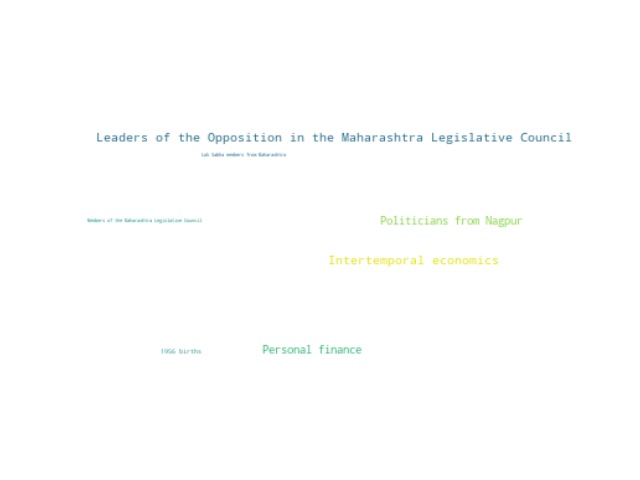 Leaders of the Opposition in the Maharashtra Legislative Council
Lok Sabha members from Maharashtra
Members of the Maharashtra Legislative Council
Politicians from Nagpur
Intertemporal economics
1956 births
Personal finance